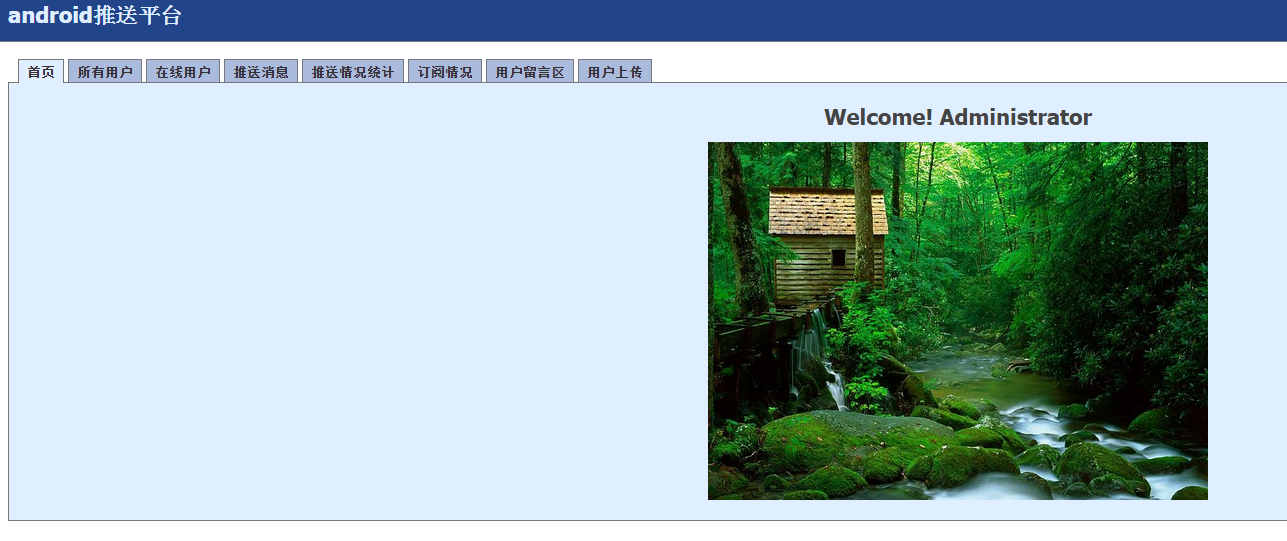 android推送平台
首页 所有用户 在线用户 推送消息 推送情况统计 订阅情况 用户留言区 用户上传
Welcome! Administrator